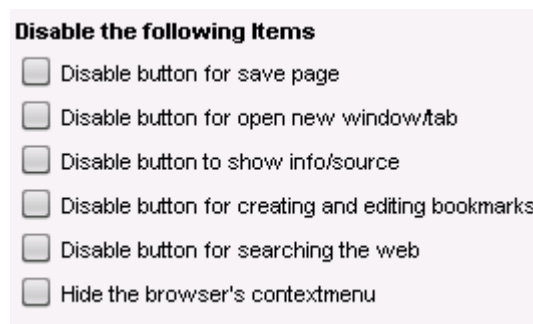 Disable the following Items
Disable button for save page
Disable button for open new window/tab
Disable button to show info/source
Disable button for creating and editing bookmarks
Disable button for searching the web
Hide the browser's contextmenu